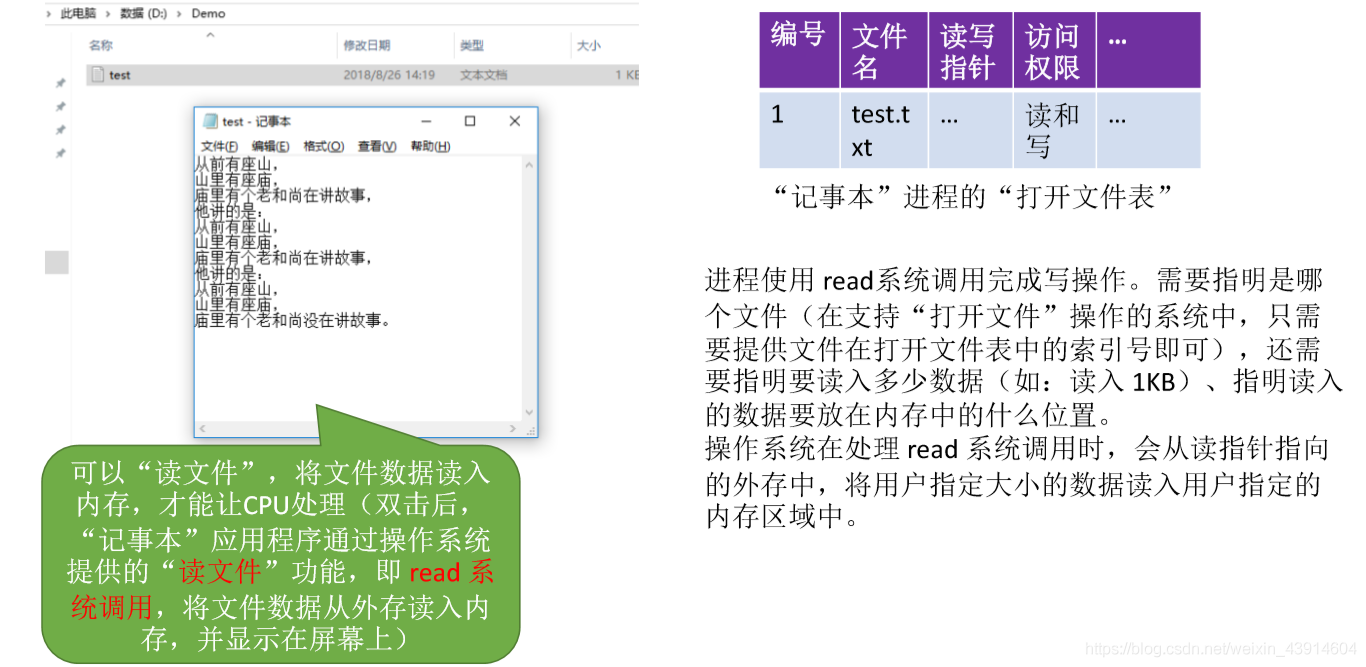 此电脑 › 数据 (D:) › Demo
名称 修改日期 类型 大小
test 2018/8/26 14:19 文本文档 1 KB
test - 记事本
文件(F) 编辑(E) 格式(O) 查看(V) 帮助(H)
从前有座山，
山里有座庙，
庙里有个老和尚在讲故事，
他讲的是：
从前有座山，
山里有座庙，
庙里有个老和尚在讲故事，
他讲的是：
从前有座山，
山里有座庙，
庙里有个老和尚没在讲故事。
可以“读文件”，将文件数据读入
内存，才能让CPU处理（双击后，
“记事本”应用程序通过操作系统
提供的“读文件”功能，即 read 系
统调用，将文件数据从外存读入内
存，并显示在屏幕上）
编号 文件 读写 访问 …
名 指针 权限
1 test.t … 读和 …
xt 写
“记事本”进程的“打开文件表”
进程使用 read系统调用完成写操作。需要指明是哪
个文件（在支持“打开文件”操作的系统中，只需
要提供文件在打开文件表中的索引号即可），还需
要指明要读入多少数据（如：读入 1KB）、指明读入
的数据要放在内存中的什么位置。
操作系统在处理 read 系统调用时，会从读指针指向
的外存中，将用户指定大小的数据读入用户指定的
内存区域中。
https://blog.csdn.net/weixin_43914604